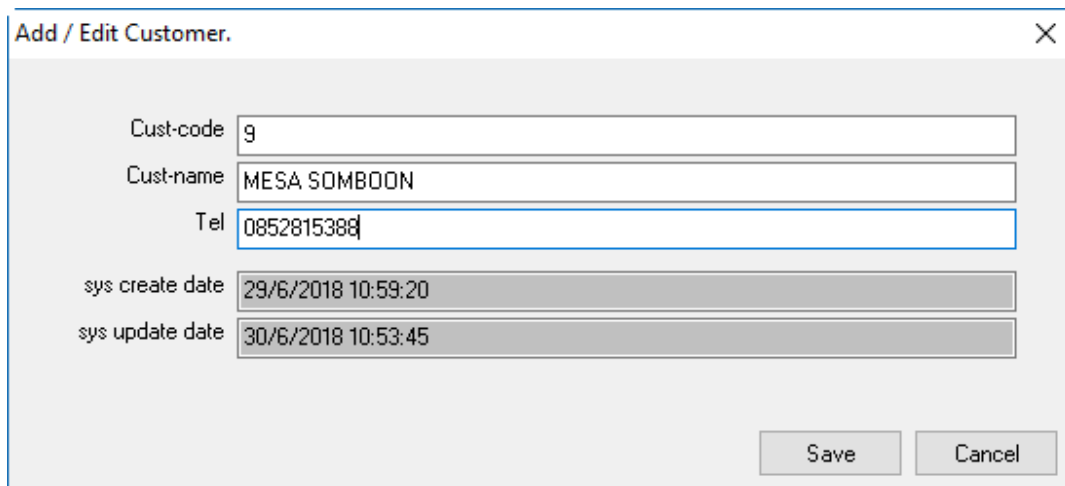 Add / Edit Customer.
Cust-code 9
Cust-name MESA SOMBOON
Tel 0852815388
sys create date 29/6/2018 10:59:20
sys update date 30/6/2018 10:53:45
Save Cancel